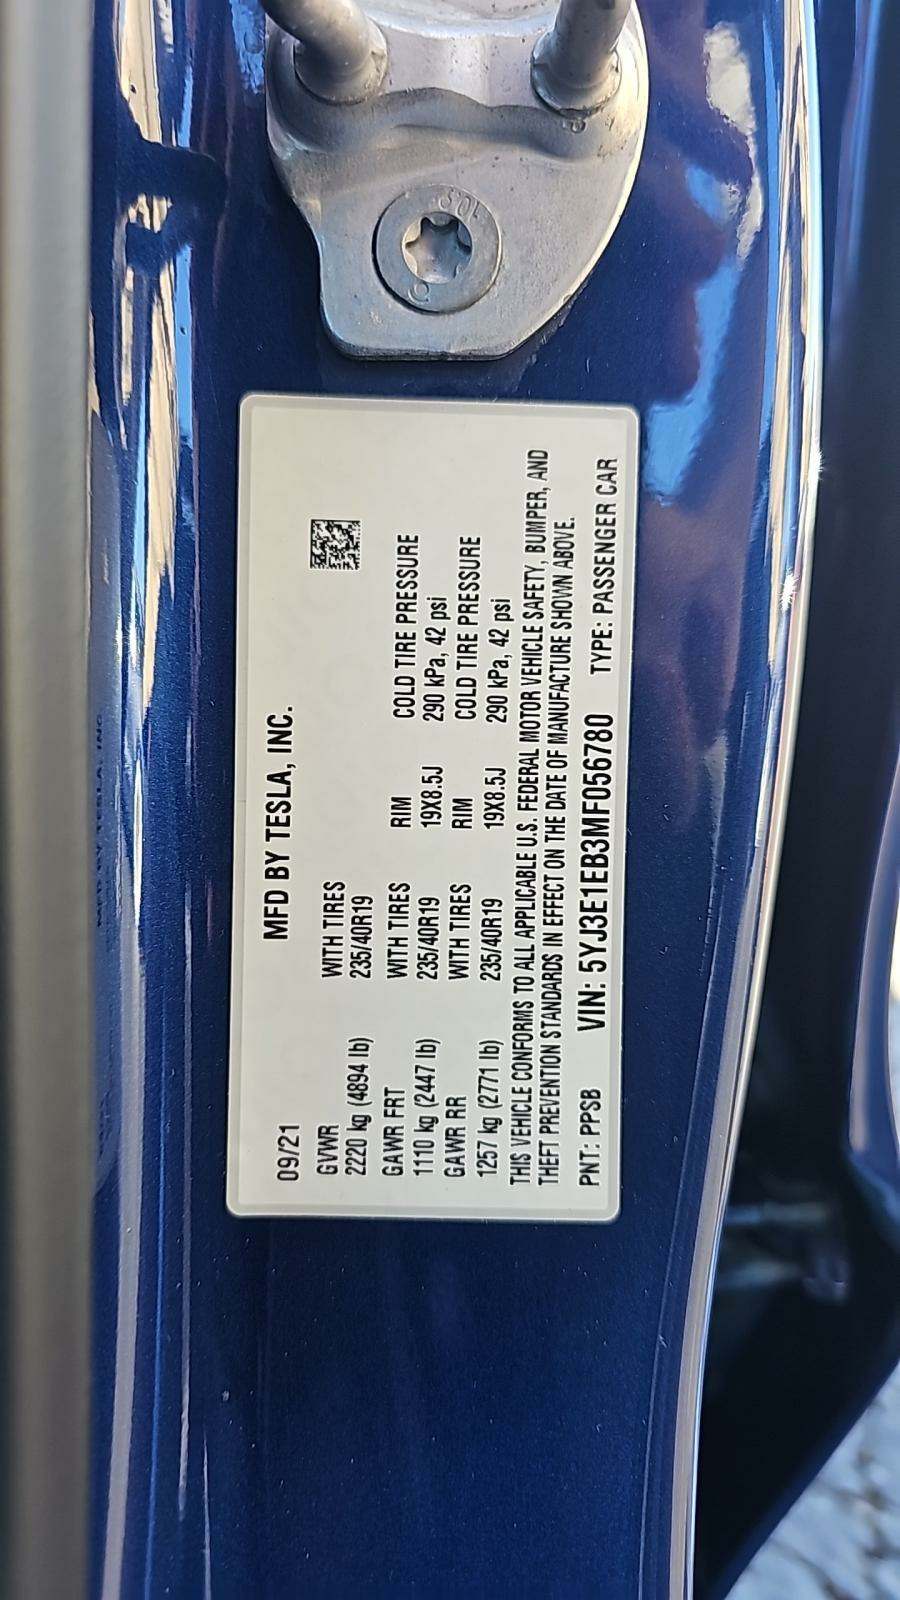 09/21 MFD BY TESLA, INC.
GVWR WITH TIRES
2220 kg (4894 lb) 235/40R19
GAWR FRT WITH TIRES RIM COLD TIRE PRESSURE
1110 kg (2447 lb) 235/40R19 19X8.5J 290 kPa, 42 psi
GAWR RR WITH TIRES RIM COLD TIRE PRESSURE
1257 kg (2771 lb) 235/40R19 19X8.5J 290 kPa, 42 psi
THIS VEHICLE CONFORMS TO ALL APPLICABLE U.S. FEDERAL MOTOR VEHICLE SAFETY, BUMPER, AND
THEFT PREVENTION STANDARDS IN EFFECT ON THE DATE OF MANUFACTURE SHOWN ABOVE.
PNT: PPSB VIN: 5YJ3E1EB3MF056780 TYPE: PASSENGER CAR